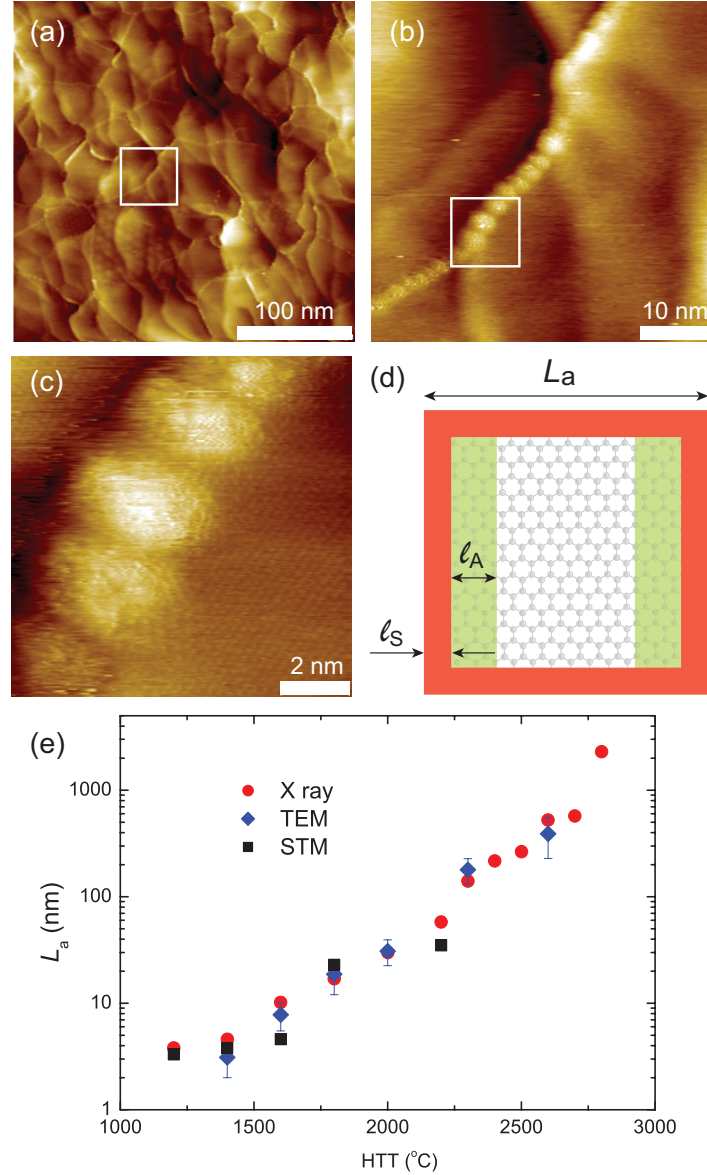 (a)
100 nm
(b)
10 nm
(c)
2 nm
(d)
La
ℓA
ℓS
(e)
X ray
TEM
STM
La (nm)
1000
100
10
1
1000 1500 2000 2500 3000
HTT (°C)